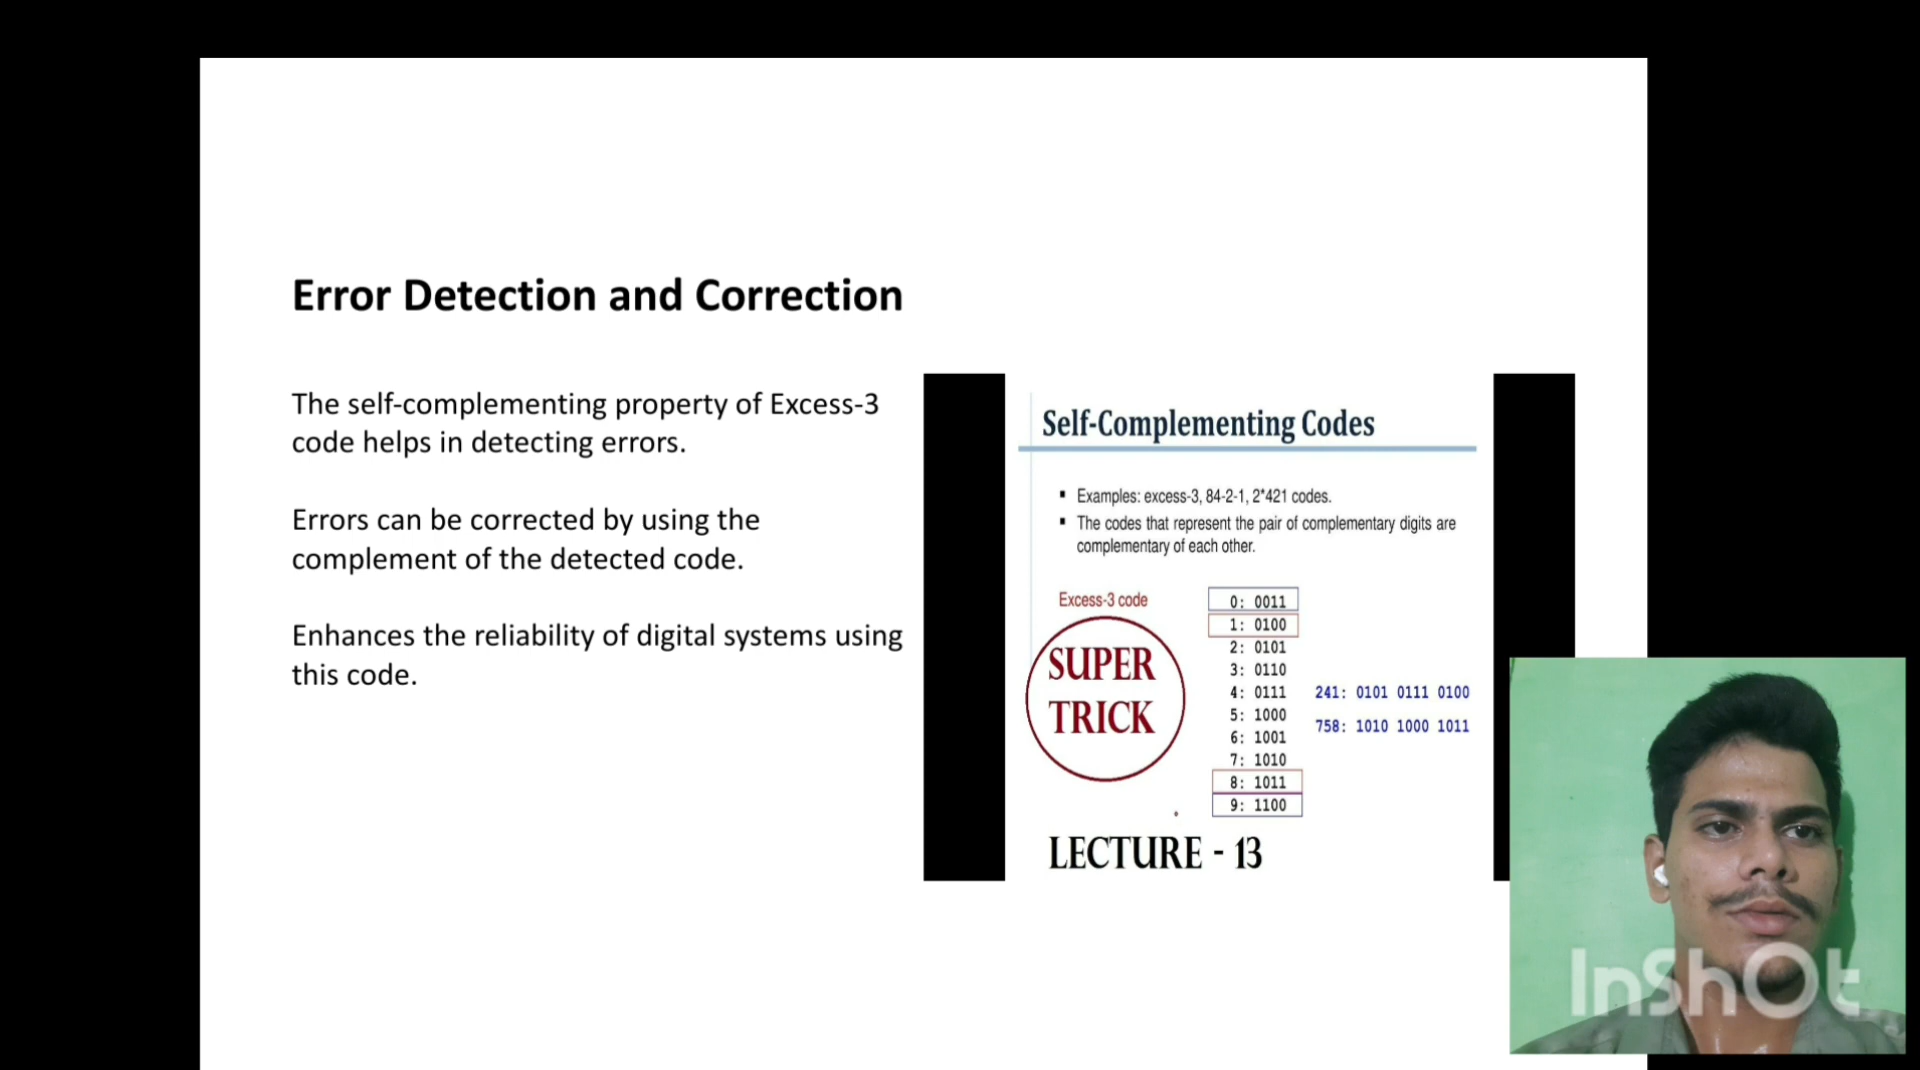 Error Detection and Correction
The self-complementing property of Excess-3
code helps in detecting errors.
Errors can be corrected by using the
complement of the detected code.
Enhances the reliability of digital systems using
this code.
Self-Complementing Codes
▪ Examples: excess-3, 84-2-1, 2*421 codes.
▪ The codes that represent the pair of complementary digits are
complementary of each other.
Excess-3 code
SUPER
TRICK
0: 0011
1: 0100
2: 0101
3: 0110
4: 0111
5: 1000
6: 1001
7: 1010
8: 1011
9: 1100
241: 0101 0111 0100
758: 1010 1000 1011
LECTURE - 13
InShOt